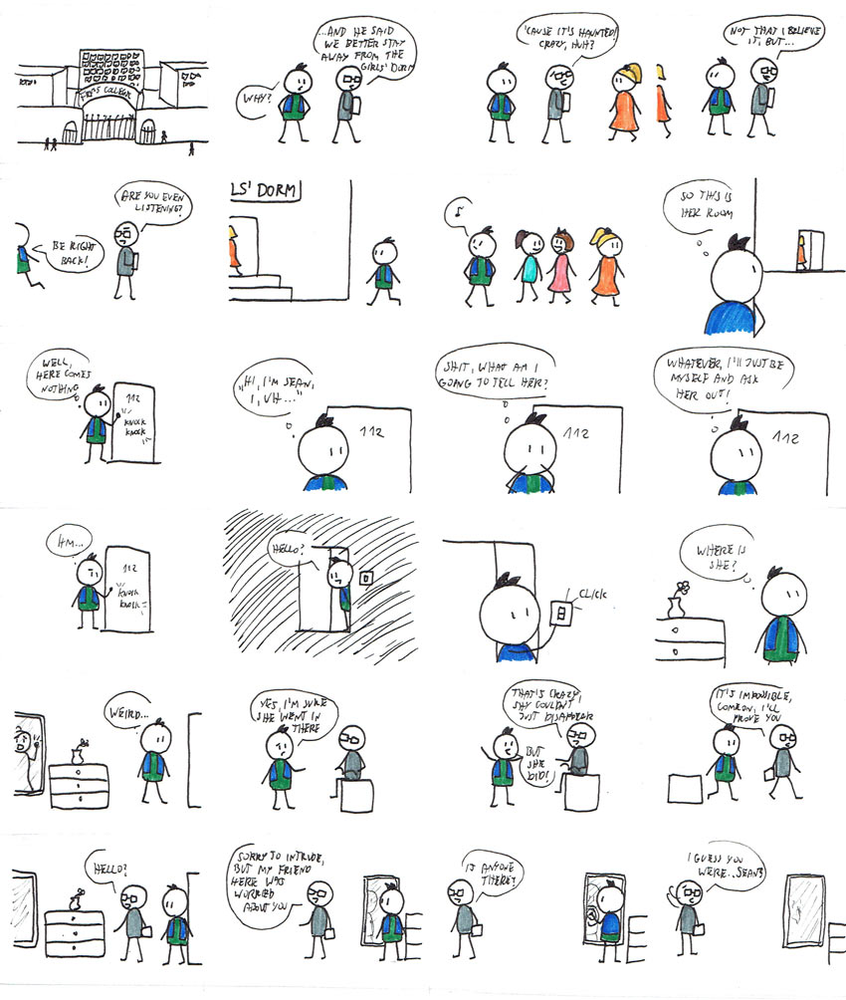 FRY'S COLLEGE
WHY?
...AND HE SAID
WE BETTER STAY
AWAY FROM THE
GIRLS' DORM
'CAUSE IT'S HAUNTED!
CRAZY, HUH?
NOT THAT I BELIEVE
IT, BUT...
BE RIGHT
BACK!
ARE YOU EVEN
LISTENING?
LS' DORM
SO THIS IS
HER ROOM
WELL,
HERE COMES
NOTHING
112
KNOCK
KNOCK
"HI, I'M SEAN,
I, UH..."
112
SHIT, WHAT AM I
GOING TO TELL HER?
112
WHATEVER, I'LL JUST BE
MYSELF AND ASK
HER OUT!
112
HM...
112
KNOCK
KNOCK
HELLO?
CLICK
WHERE IS
SHE?
WEIRD...
YES, I'M SURE
SHE WENT IN
THERE
THAT'S CRAZY,
SHY COULDN'T
JUST DISAPPEAR
BUT
SHE
DID!
IT'S IMPOSSIBLE,
COME ON, I'LL
PROVE YOU
HELLO?
SORRY TO INTRUDE,
BUT MY FRIEND
HERE WAS
WORRIED
ABOUT YOU
IS ANYONE
THERE?
I GUESS YOU
WERE...SEAN?